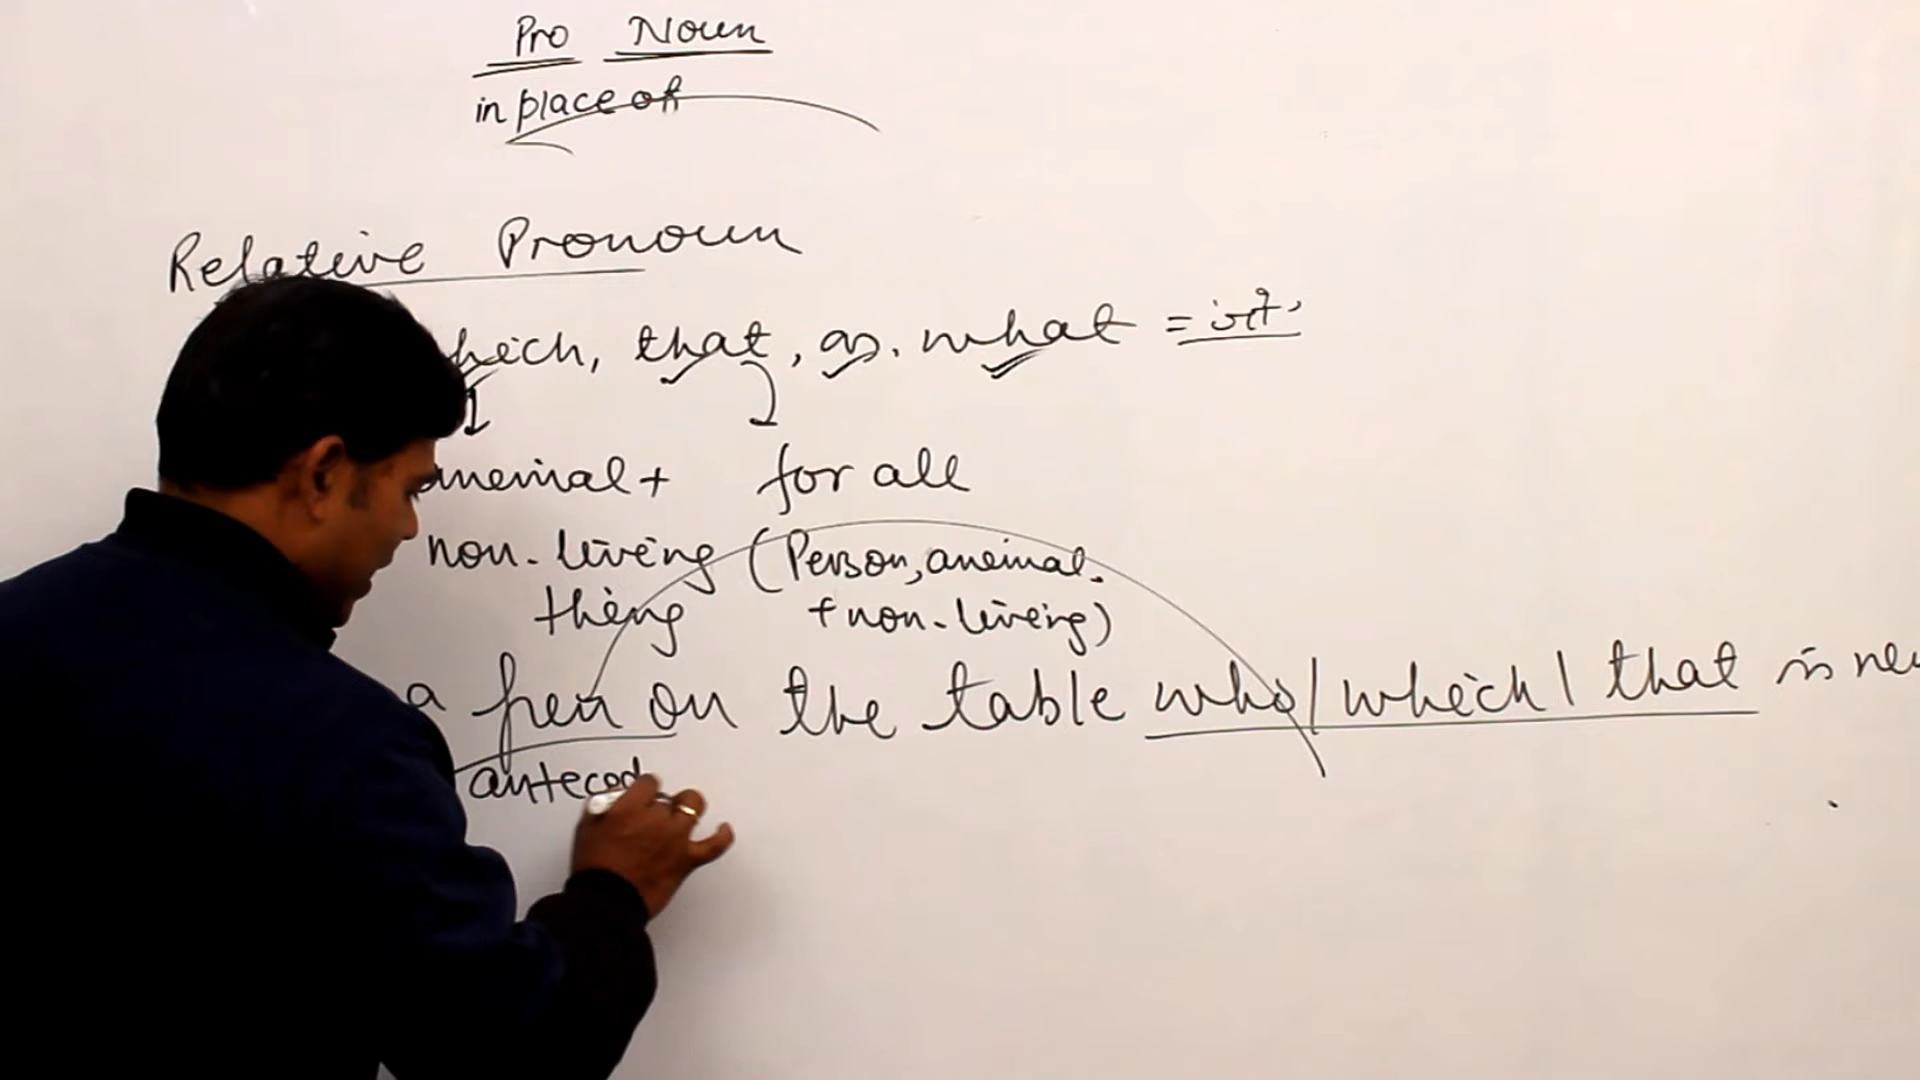 Pro Noun
in place of
Relative Pronoun
which, that, as, what =
animal + for all
non-living (Person, animal.
thing + non-living)
a pen on the table who/which/that is
anteced